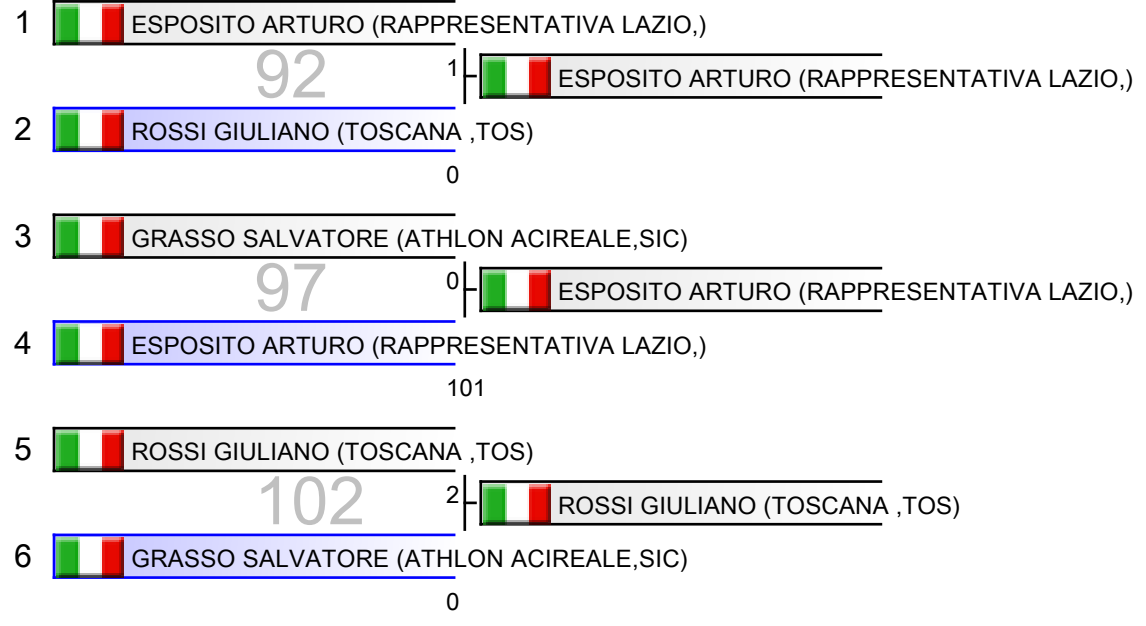 1 ESPOSITO ARTURO (RAPPRESENTATIVA LAZIO,)
92 1 ESPOSITO ARTURO (RAPPRESENTATIVA LAZIO,)
2 ROSSI GIULIANO (TOSCANA ,TOS)
0
3 GRASSO SALVATORE (ATHLON ACIREALE,SIC)
97 0 ESPOSITO ARTURO (RAPPRESENTATIVA LAZIO,)
4 ESPOSITO ARTURO (RAPPRESENTATIVA LAZIO,)
101
5 ROSSI GIULIANO (TOSCANA ,TOS)
102 2 ROSSI GIULIANO (TOSCANA ,TOS)
6 GRASSO SALVATORE (ATHLON ACIREALE,SIC)
0